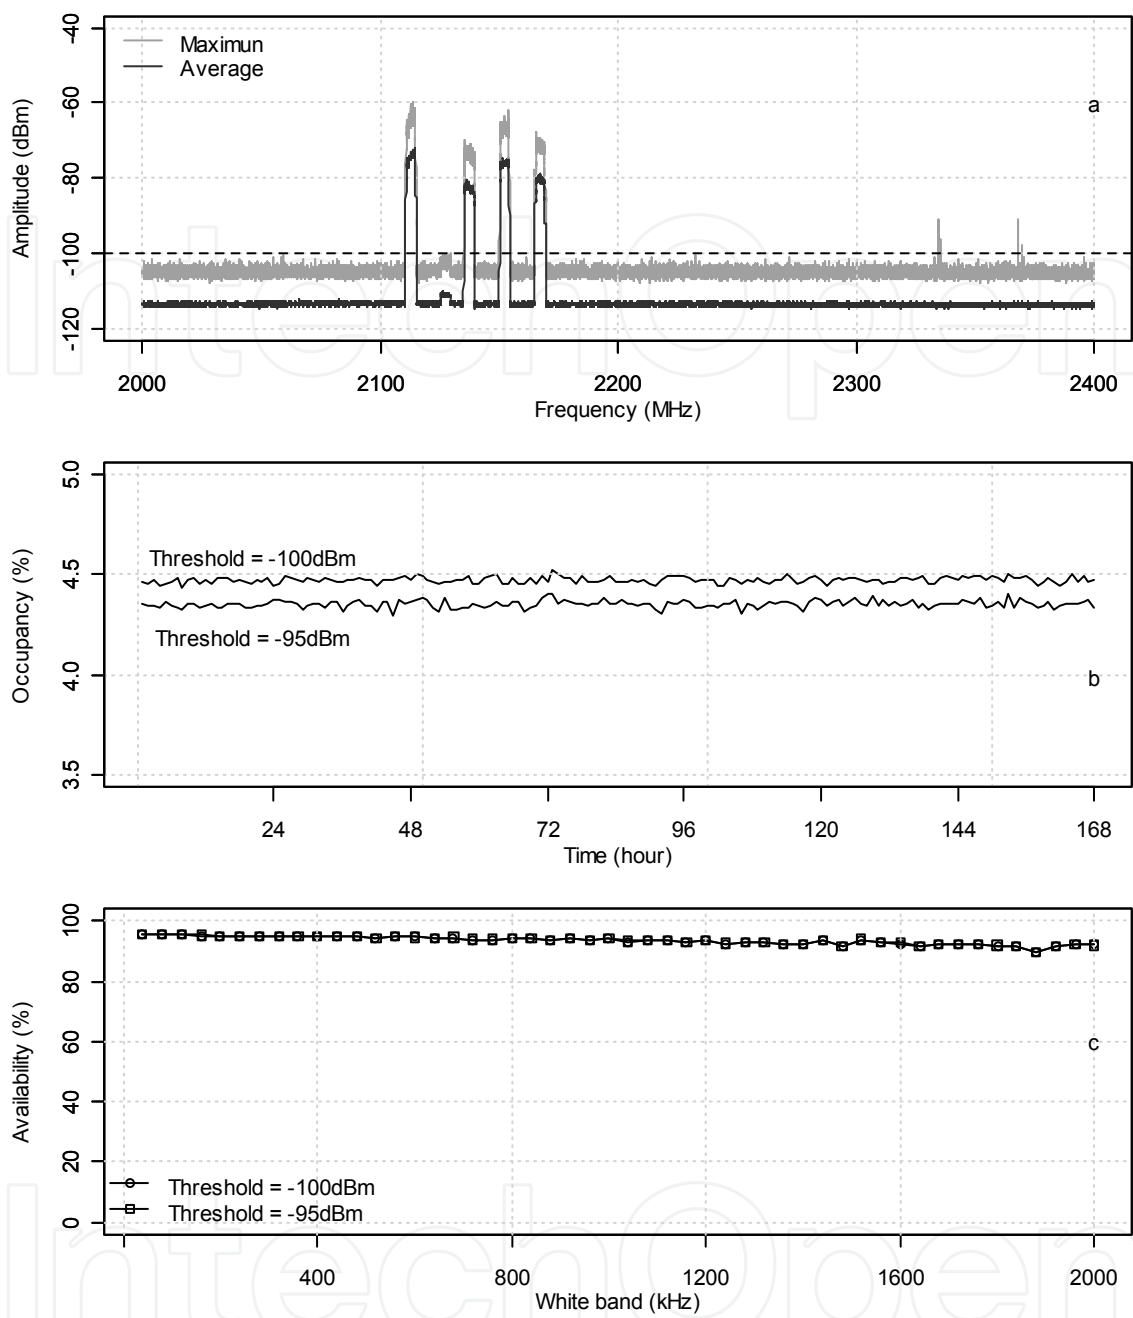 Maximun
Average
a
Amplitude (dBm)
-40
-60
-80
-100
-120
2000
2100
2200
2300
2400
Frequency (MHz)
Threshold = -100dBm
Threshold = -95dBm
b
Occupancy (%)
5.0
4.5
4.0
3.5
24
48
72
96
120
144
168
Time (hour)
c
Availability (%)
100
80
60
40
20
0
Threshold = -100dBm
Threshold = -95dBm
400
800
1200
1600
2000
White band (kHz)
IntechOpen
IntechOpen